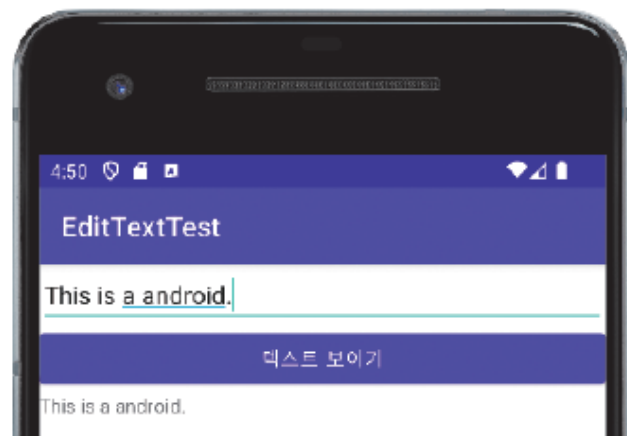 4:50
EditTextTest
This is a android.
텍스트 보이기
This is a android.